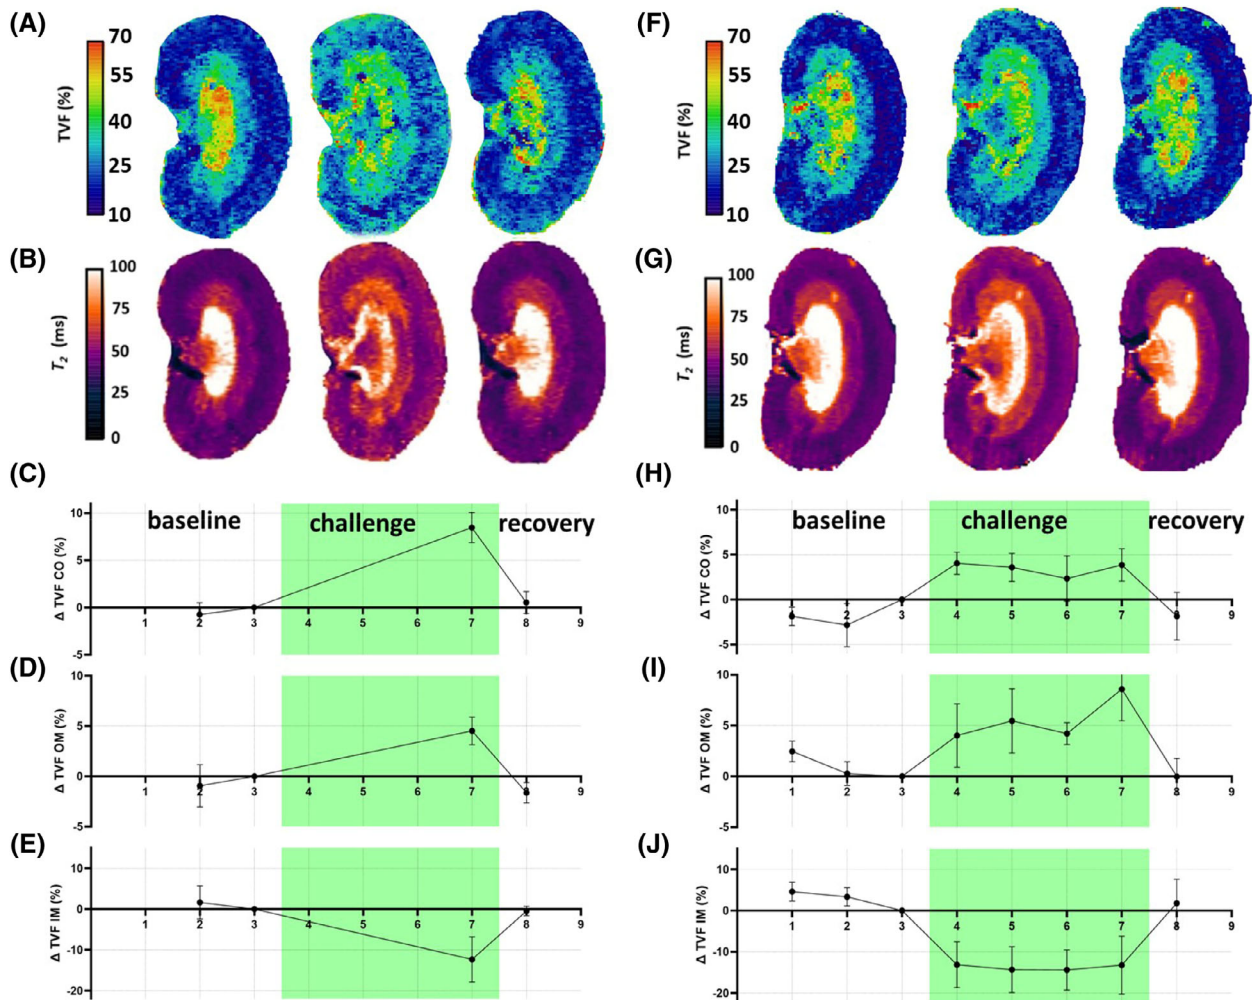 (A)
TVF (%)
70
55
40
25
10
(F)
TVF (%)
70
55
40
25
10
(B)
T2 (ms)
100
75
50
25
0
(G)
T2 (ms)
100
75
50
25
0
(C)
Δ TVF CO (%)
10
5
0
-5
baseline challenge recovery
1 2 3 4 5 6 7 8 9
(H)
Δ TVF CO (%)
10
5
0
-5
baseline challenge recovery
1 2 3 4 5 6 7 8 9
(D)
Δ TVF OM (%)
10
5
0
-5
1 2 3 4 5 6 7 8 9
(I)
Δ TVF OM (%)
10
5
0
-5
1 2 3 4 5 6 7 8 9
(E)
Δ TVF IM (%)
10
0
-10
-20
1 2 3 4 5 6 7 8 9
(J)
Δ TVF IM (%)
10
0
-10
-20
1 2 3 4 5 6 7 8 9